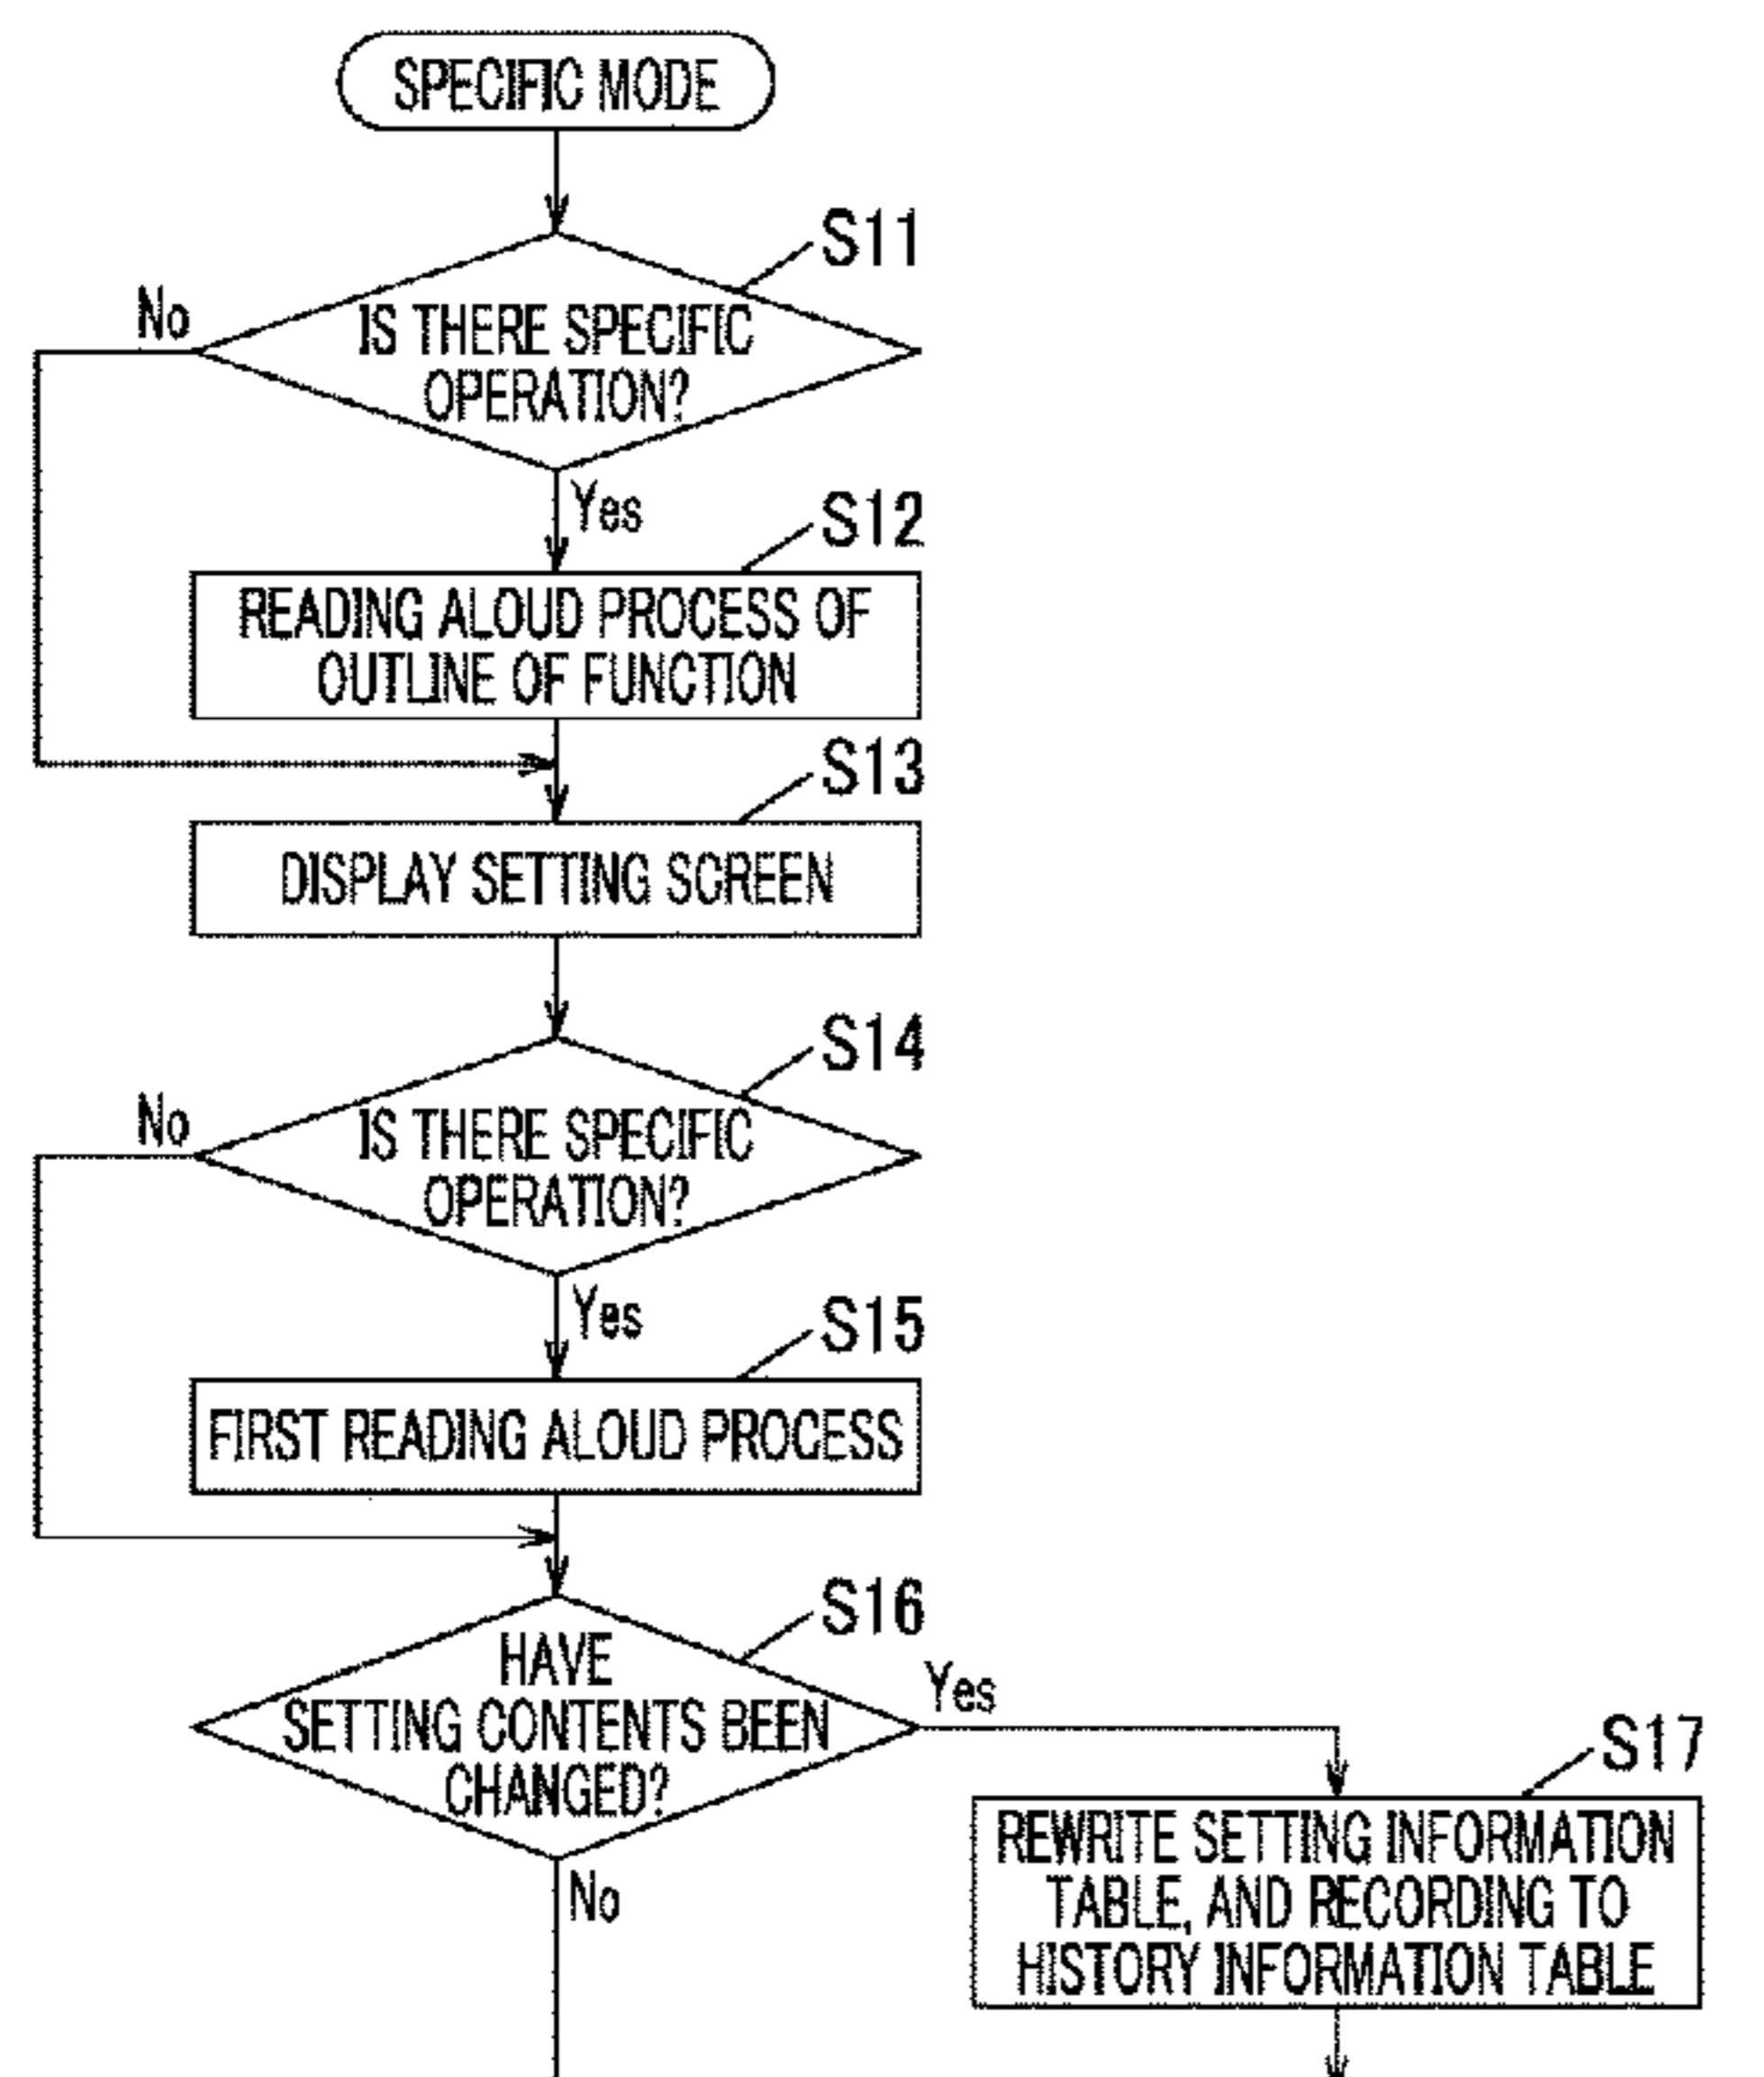 SPECIFIC MODE
S11
No
IS THERE SPECIFIC
OPERATION?
Yes
S12
READING ALOUD PROCESS OF
OUTLINE OF FUNCTION
S13
DISPLAY SETTING SCREEN
S14
No
IS THERE SPECIFIC
OPERATION?
Yes
S15
FIRST READING ALOUD PROCESS
S16
HAVE
SETTING CONTENTS BEEN
CHANGED?
Yes
No
S17
REWRITE SETTING INFORMATION
TABLE, AND RECORDING TO
HISTORY INFORMATION TABLE